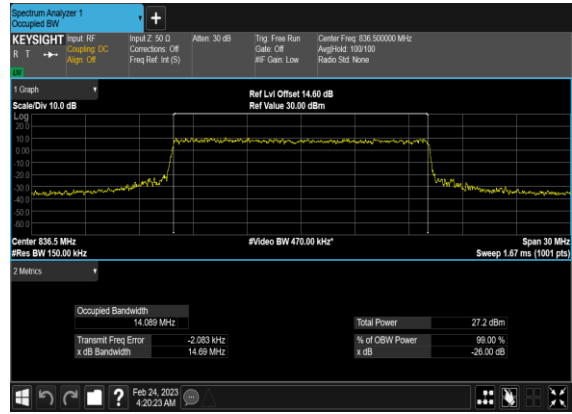 Spectrum Analyzer 1
Occupied BW
+
KEYSIGHT Input: RF Input Z: 50 Ω Atten: 30 dB Trig: Free Run Center Freq: 836.500000 MHz
R T Coupling: DC Corrections: Off Gate: Off Avg|Hold: 100/100
Align: Off Freq Ref: Int (S) #IF Gain: Low Radio Std: None
1 Graph Ref Lvl Offset 14.60 dB
Scale/Div 10.0 dB Ref Value 30.00 dBm
Log
20.0
10.0
0.00
-10.0
-20.0
-30.0
-40.0
-50.0
-60.0
Center 836.5 MHz #Video BW 470.00 kHz* Span 30 MHz
#Res BW 150.00 kHz Sweep 1.67 ms (1001 pts)
2 Metrics
Occupied Bandwidth
14.089 MHz Total Power 27.2 dBm
Transmit Freq Error -2.083 kHz % of OBW Power 99.00 %
x dB Bandwidth 14.69 MHz x dB -26.00 dB
? Feb 24, 2023
4:20:23 AM